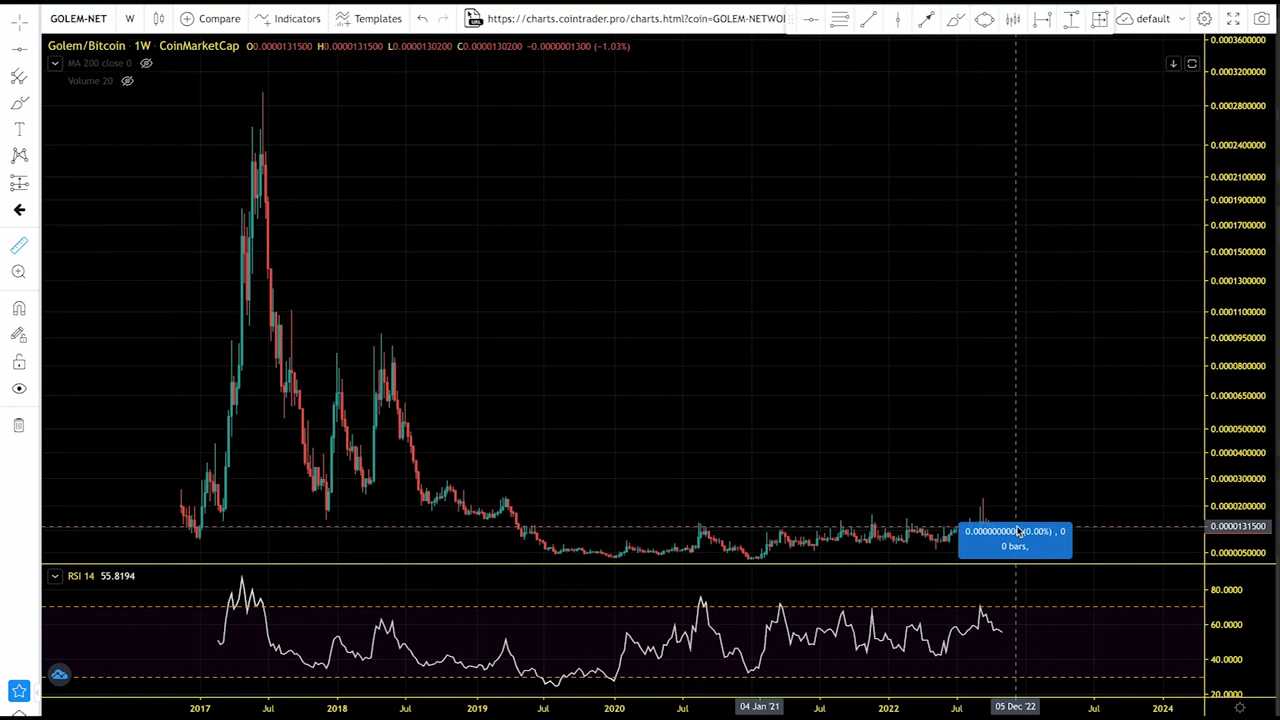 GOLEM-NET W Compare Indicators Templates https://charts.cointrader.pro/charts.html?coin=GOLEM-NETWO default
Golem/Bitcoin · 1W · CoinMarketCap O0.0000131500 H0.0000131500 L0.0000130200 C0.0000130200 -0.0000001300 (-1.03%)
MA 200 close 0
Volume 20
0.0003600000
0.0003200000
0.0002800000
0.0002400000
0.0002100000
0.0001900000
0.0001700000
0.0001500000
0.0001300000
0.0001100000
0.0000950000
0.0000800000
0.0000650000
0.0000500000
0.0000400000
0.0000300000
0.0000200000
0.0000131500
0.0000050000
(0.00%) , 0
0 bars,
RSI 14 55.8194
80.0000
60.0000
40.0000
20.0000
2017 Jul 2018 Jul 2019 Jul 2020 Jul 04 Jan '21 Jul 2022 Jul 05 Dec '22 Jul 2024